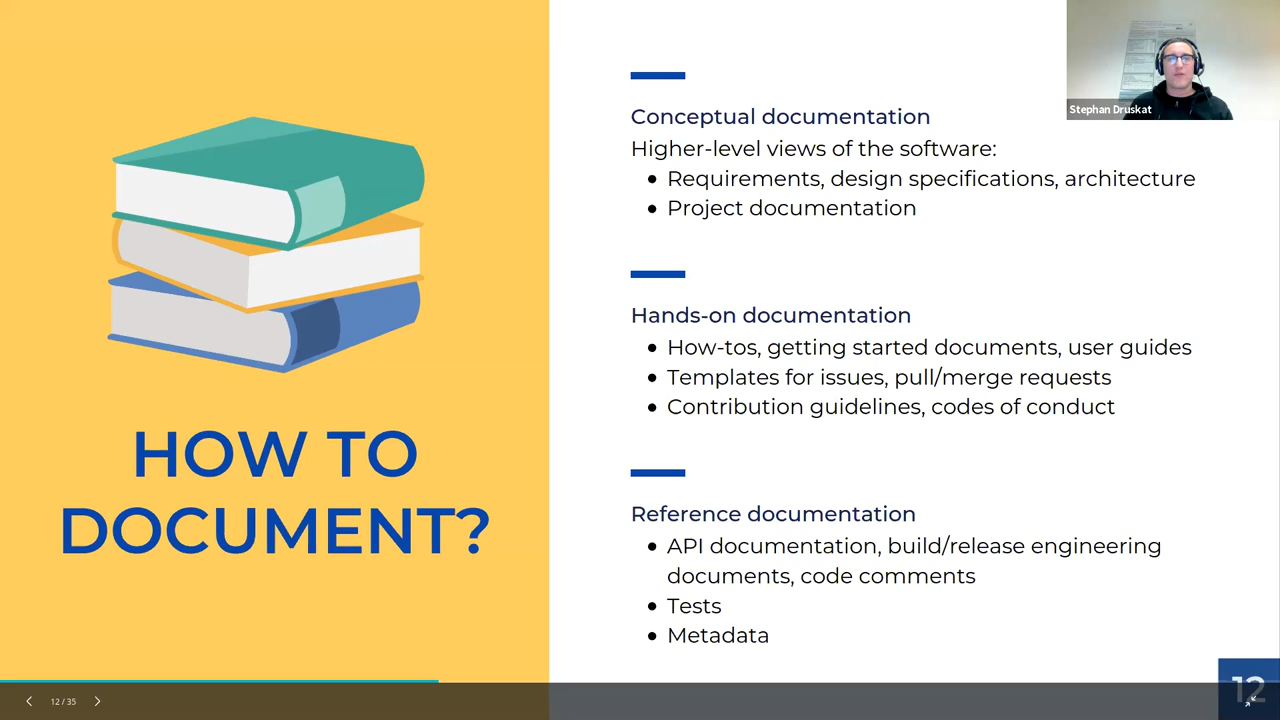 HOW TO
DOCUMENT?
Conceptual documentation
Higher-level views of the software:
Requirements, design specifications, architecture
Project documentation
Hands-on documentation
How-tos, getting started documents, user guides
Templates for issues, pull/merge requests
Contribution guidelines, codes of conduct
Reference documentation
API documentation, build/release engineering
documents, code comments
Tests
Metadata
Stephan Druskat
12 / 35
12